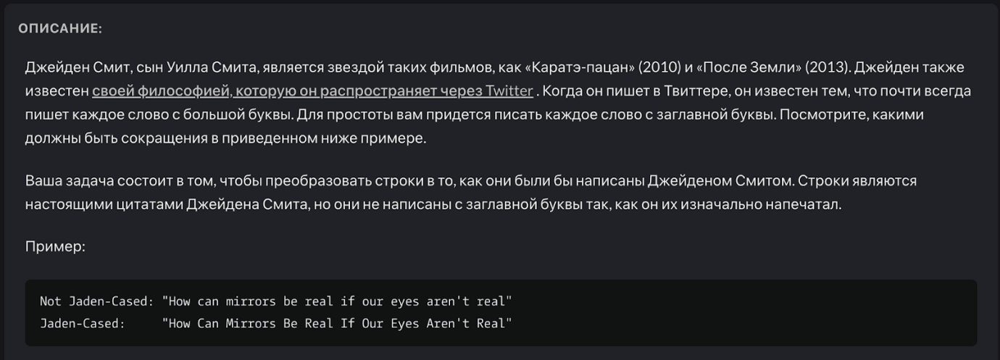 ОПИСАНИЕ:
Джейден Смит, сын Уилла Смита, является звездой таких фильмов, как «Каратэ-пацан» (2010) и «После Земли» (2013). Джейден также
известен своей философией, которую он распространяет через Twitter . Когда он пишет в Твиттере, он известен тем, что почти всегда
пишет каждое слово с большой буквы. Для простоты вам придется писать каждое слово с заглавной буквы. Посмотрите, какими
должны быть сокращения в приведенном ниже примере.
Ваша задача состоит в том, чтобы преобразовать строки в то, как они были бы написаны Джейденом Смитом. Строки являются
настоящими цитатами Джейдена Смита, но они не написаны с заглавной буквы так, как он их изначально напечатал.
Пример:
Not Jaden-Cased: "How can mirrors be real if our eyes aren't real"
Jaden-Cased:     "How Can Mirrors Be Real If Our Eyes Aren't Real"